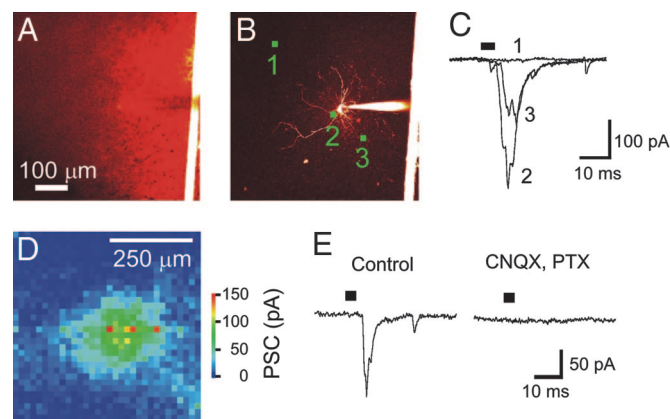 A
100 μm
B
1
2
3
C
1
3
2
100 pA
10 ms
D
250 μm
150
100
50
0
PSC (pA)
E
Control
CNQX, PTX
50 pA
10 ms